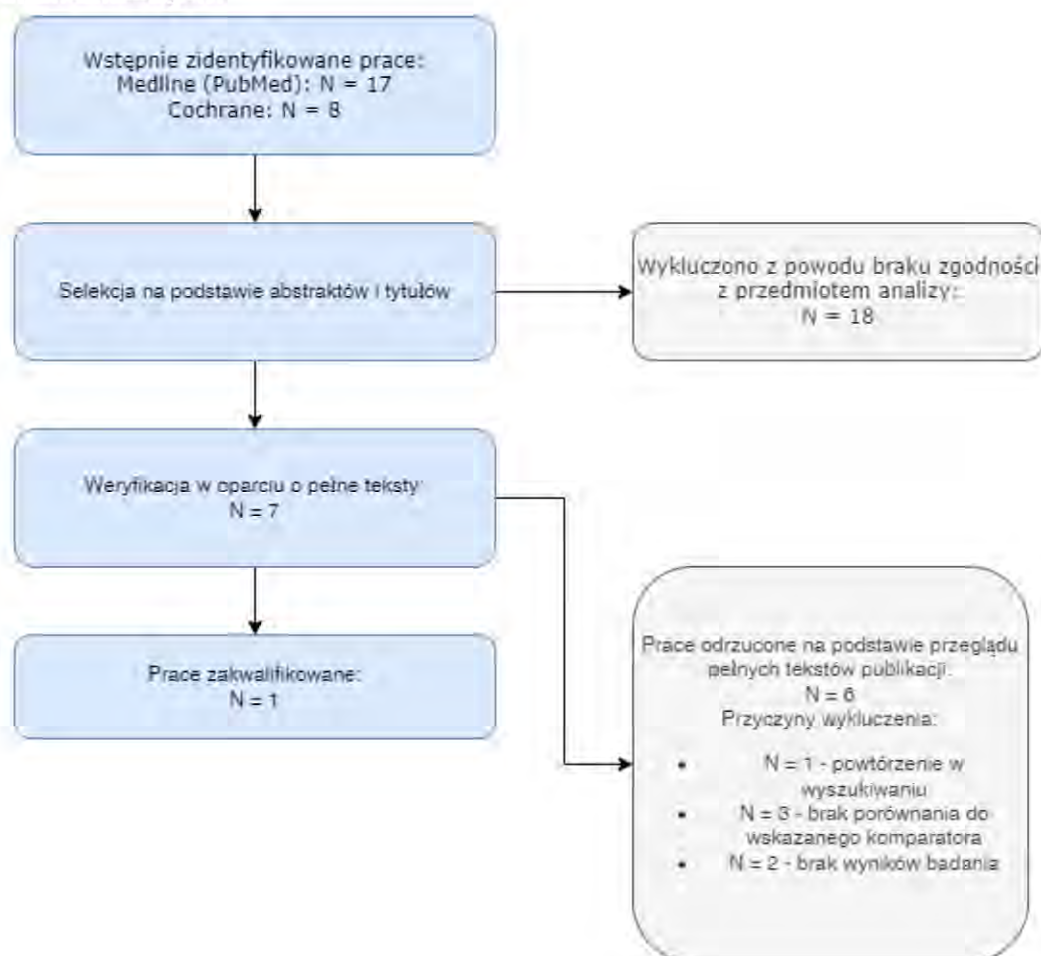 Wstępnie zidentyfikowane prace:
Medline (PubMed): N = 17
Cochrane: N = 8
Selekcja na podstawie abstraktów i tytułów
Wykluczono z powodu braku zgodności
z przedmiotem analizy:
N = 18
Weryfikacja w oparciu o pełne teksty:
N = 7
Prace zakwalifikowane:
N = 1
Prace odrzucone na podstawie przeglądu
pełnych tekstów publikacji:
N = 6
Przyczyny wykluczenia:
• N = 1 - powtórzenie w
wyszukiwaniu
• N = 3 - brak porównania do
wskazanego komparatora
• N = 2 - brak wyników badania